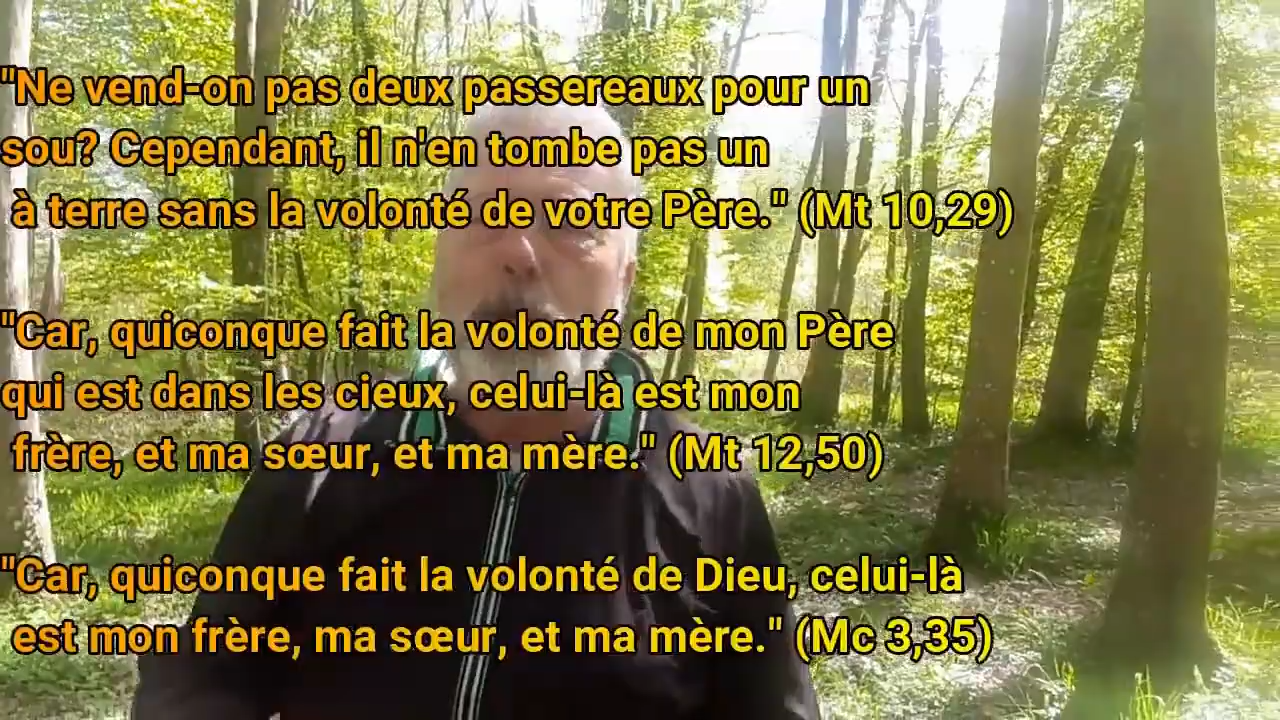 "Ne vend-on pas deux passereaux pour un
sou? Cependant, il n'en tombe pas un
à terre sans la volonté de votre Père." (Mt 10,29)
"Car, quiconque fait la volonté de mon Père
qui est dans les cieux, celui-là est mon
frère, et ma sœur, et ma mère." (Mt 12,50)
"Car, quiconque fait la volonté de Dieu, celui-là
est mon frère, ma sœur, et ma mère." (Mc 3,35)